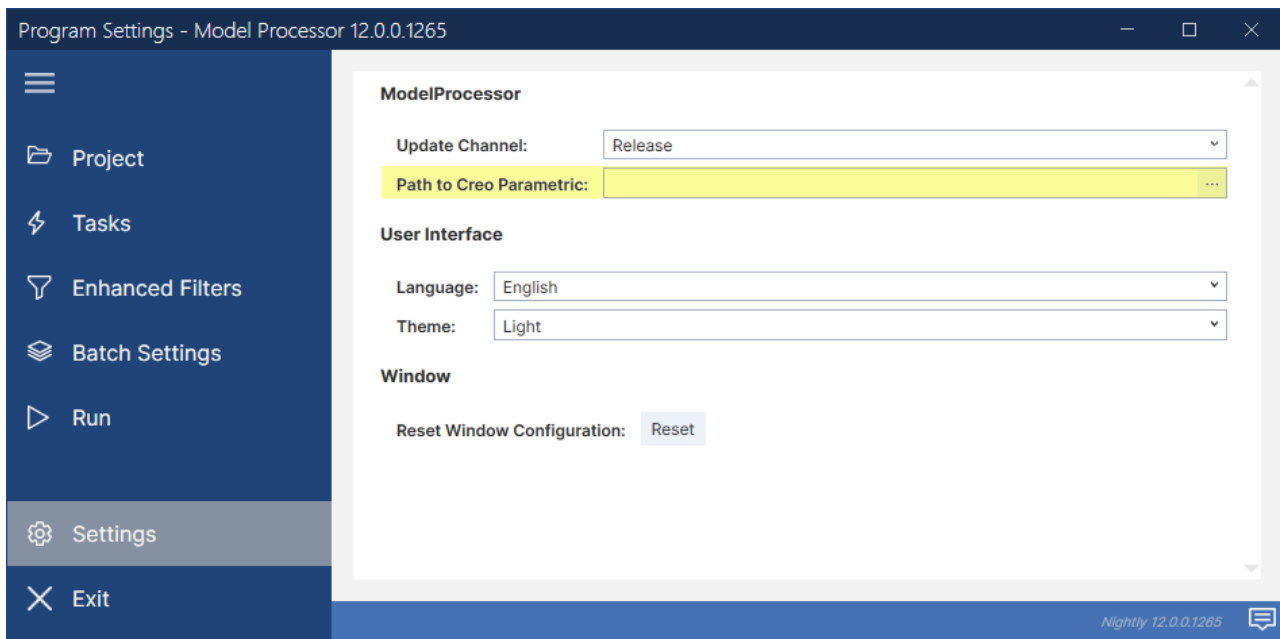 Program Settings - Model Processor 12.0.0.1265
Project
Tasks
Enhanced Filters
Batch Settings
Run
Settings
Exit
ModelProcessor
Update Channel: Release
Path to Creo Parametric: ...
User Interface
Language: English
Theme: Light
Window
Reset Window Configuration: Reset
Nightly 12.0.0.1265